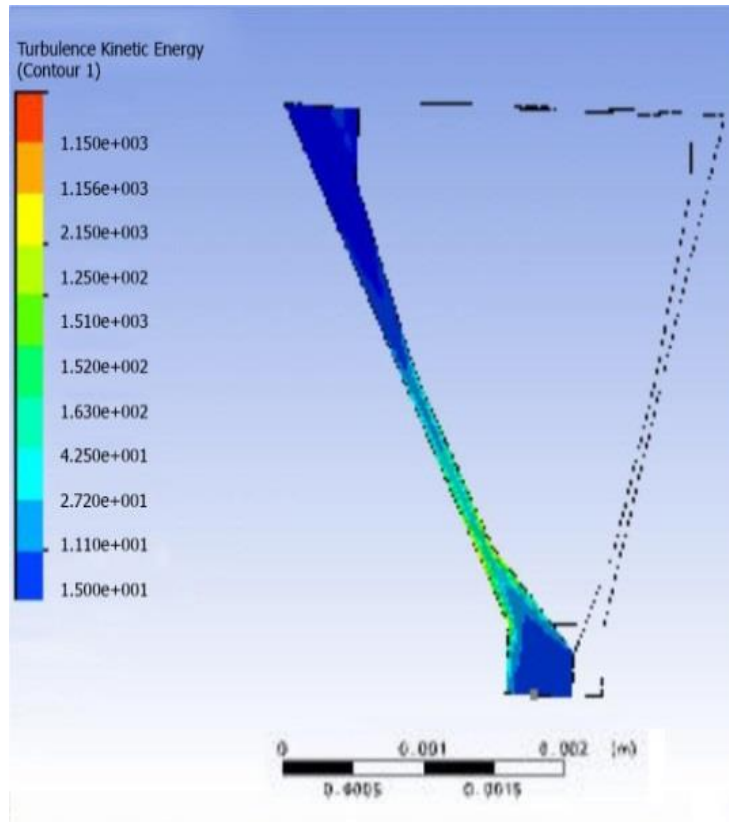 Turbulence Kinetic Energy
(Contour 1)
1.150e+003
1.156e+003
2.150e+003
1.250e+002
1.510e+003
1.520e+002
1.630e+002
4.250e+001
2.720e+001
1.110e+001
1.500e+001
0 0.001 0.002 (m)
0.0005 0.0015